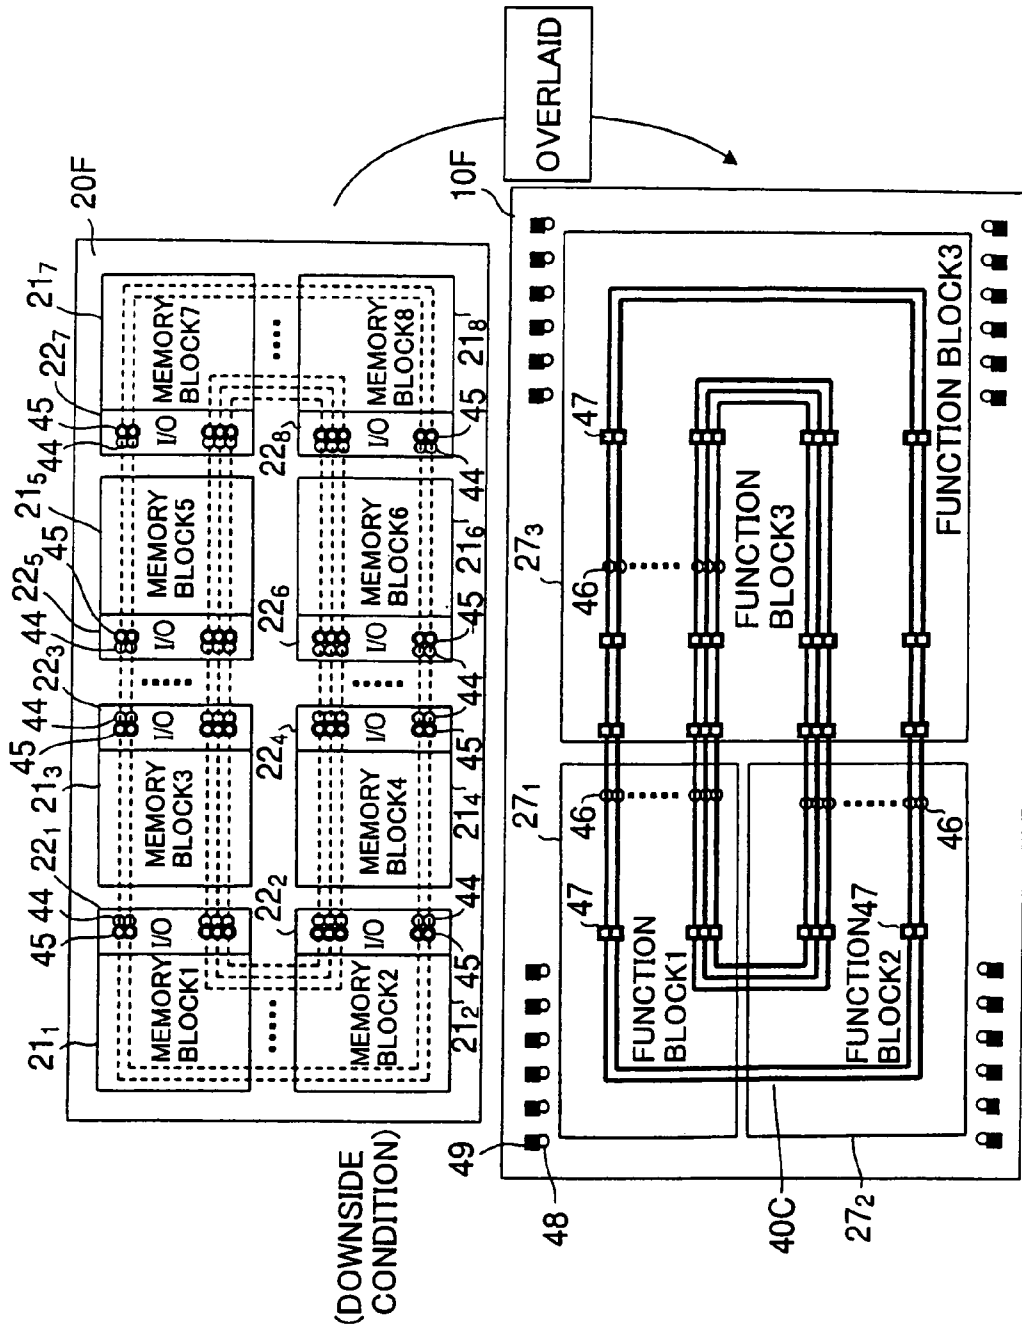 20F
21₁
45
44
22₁
21₃
45
44
22₃
44
22₅
45
21₅
44
45
22₇
21₇
MEMORY
BLOCK1
I/O
MEMORY
BLOCK3
I/O
I/O
MEMORY
BLOCK5
I/O
MEMORY
BLOCK7
22₂
22₄
22₆
22₈
MEMORY
BLOCK2
I/O
MEMORY
BLOCK4
I/O
I/O
MEMORY
BLOCK6
I/O
MEMORY
BLOCK8
21₂
45
44
21₄
45
44
44
45
21₆
44
45
21₈
(DOWNSIDE
CONDITION)
OVERLAID
49
48
27₁
27₃
10F
47
46
46
47
FUNCTION
BLOCK1
FUNCTION
BLOCK3
FUNCTION
BLOCK2
47
46
FUNCTION BLOCK3
40C
27₂